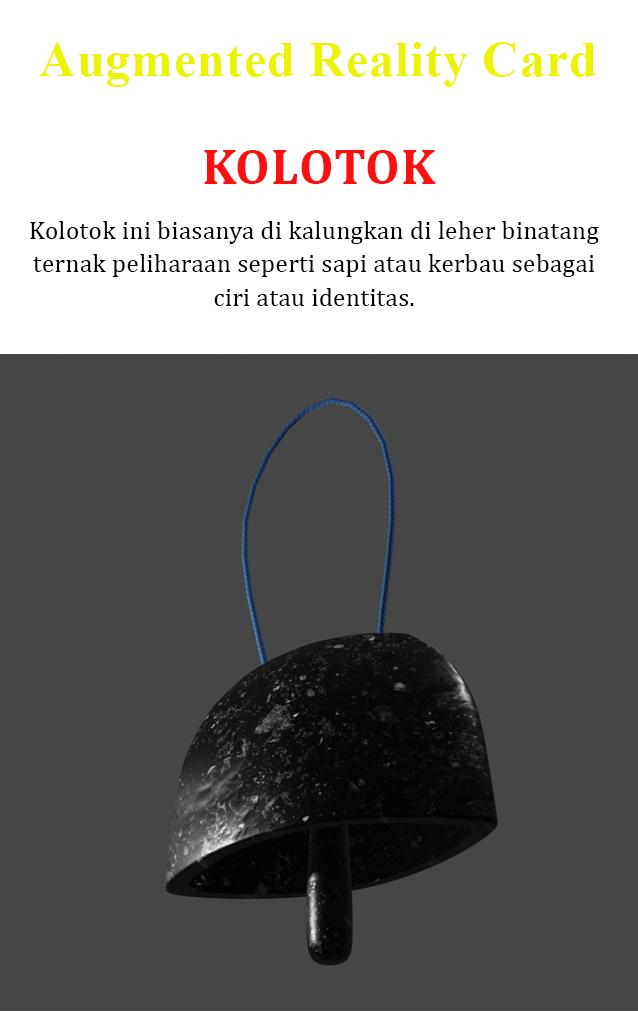 Augmented Reality Card
KOLOTOK
Kolotok ini biasanya di kalungkan di leher binatang
ternak peliharaan seperti sapi atau kerbau sebagai
ciri atau identitas.